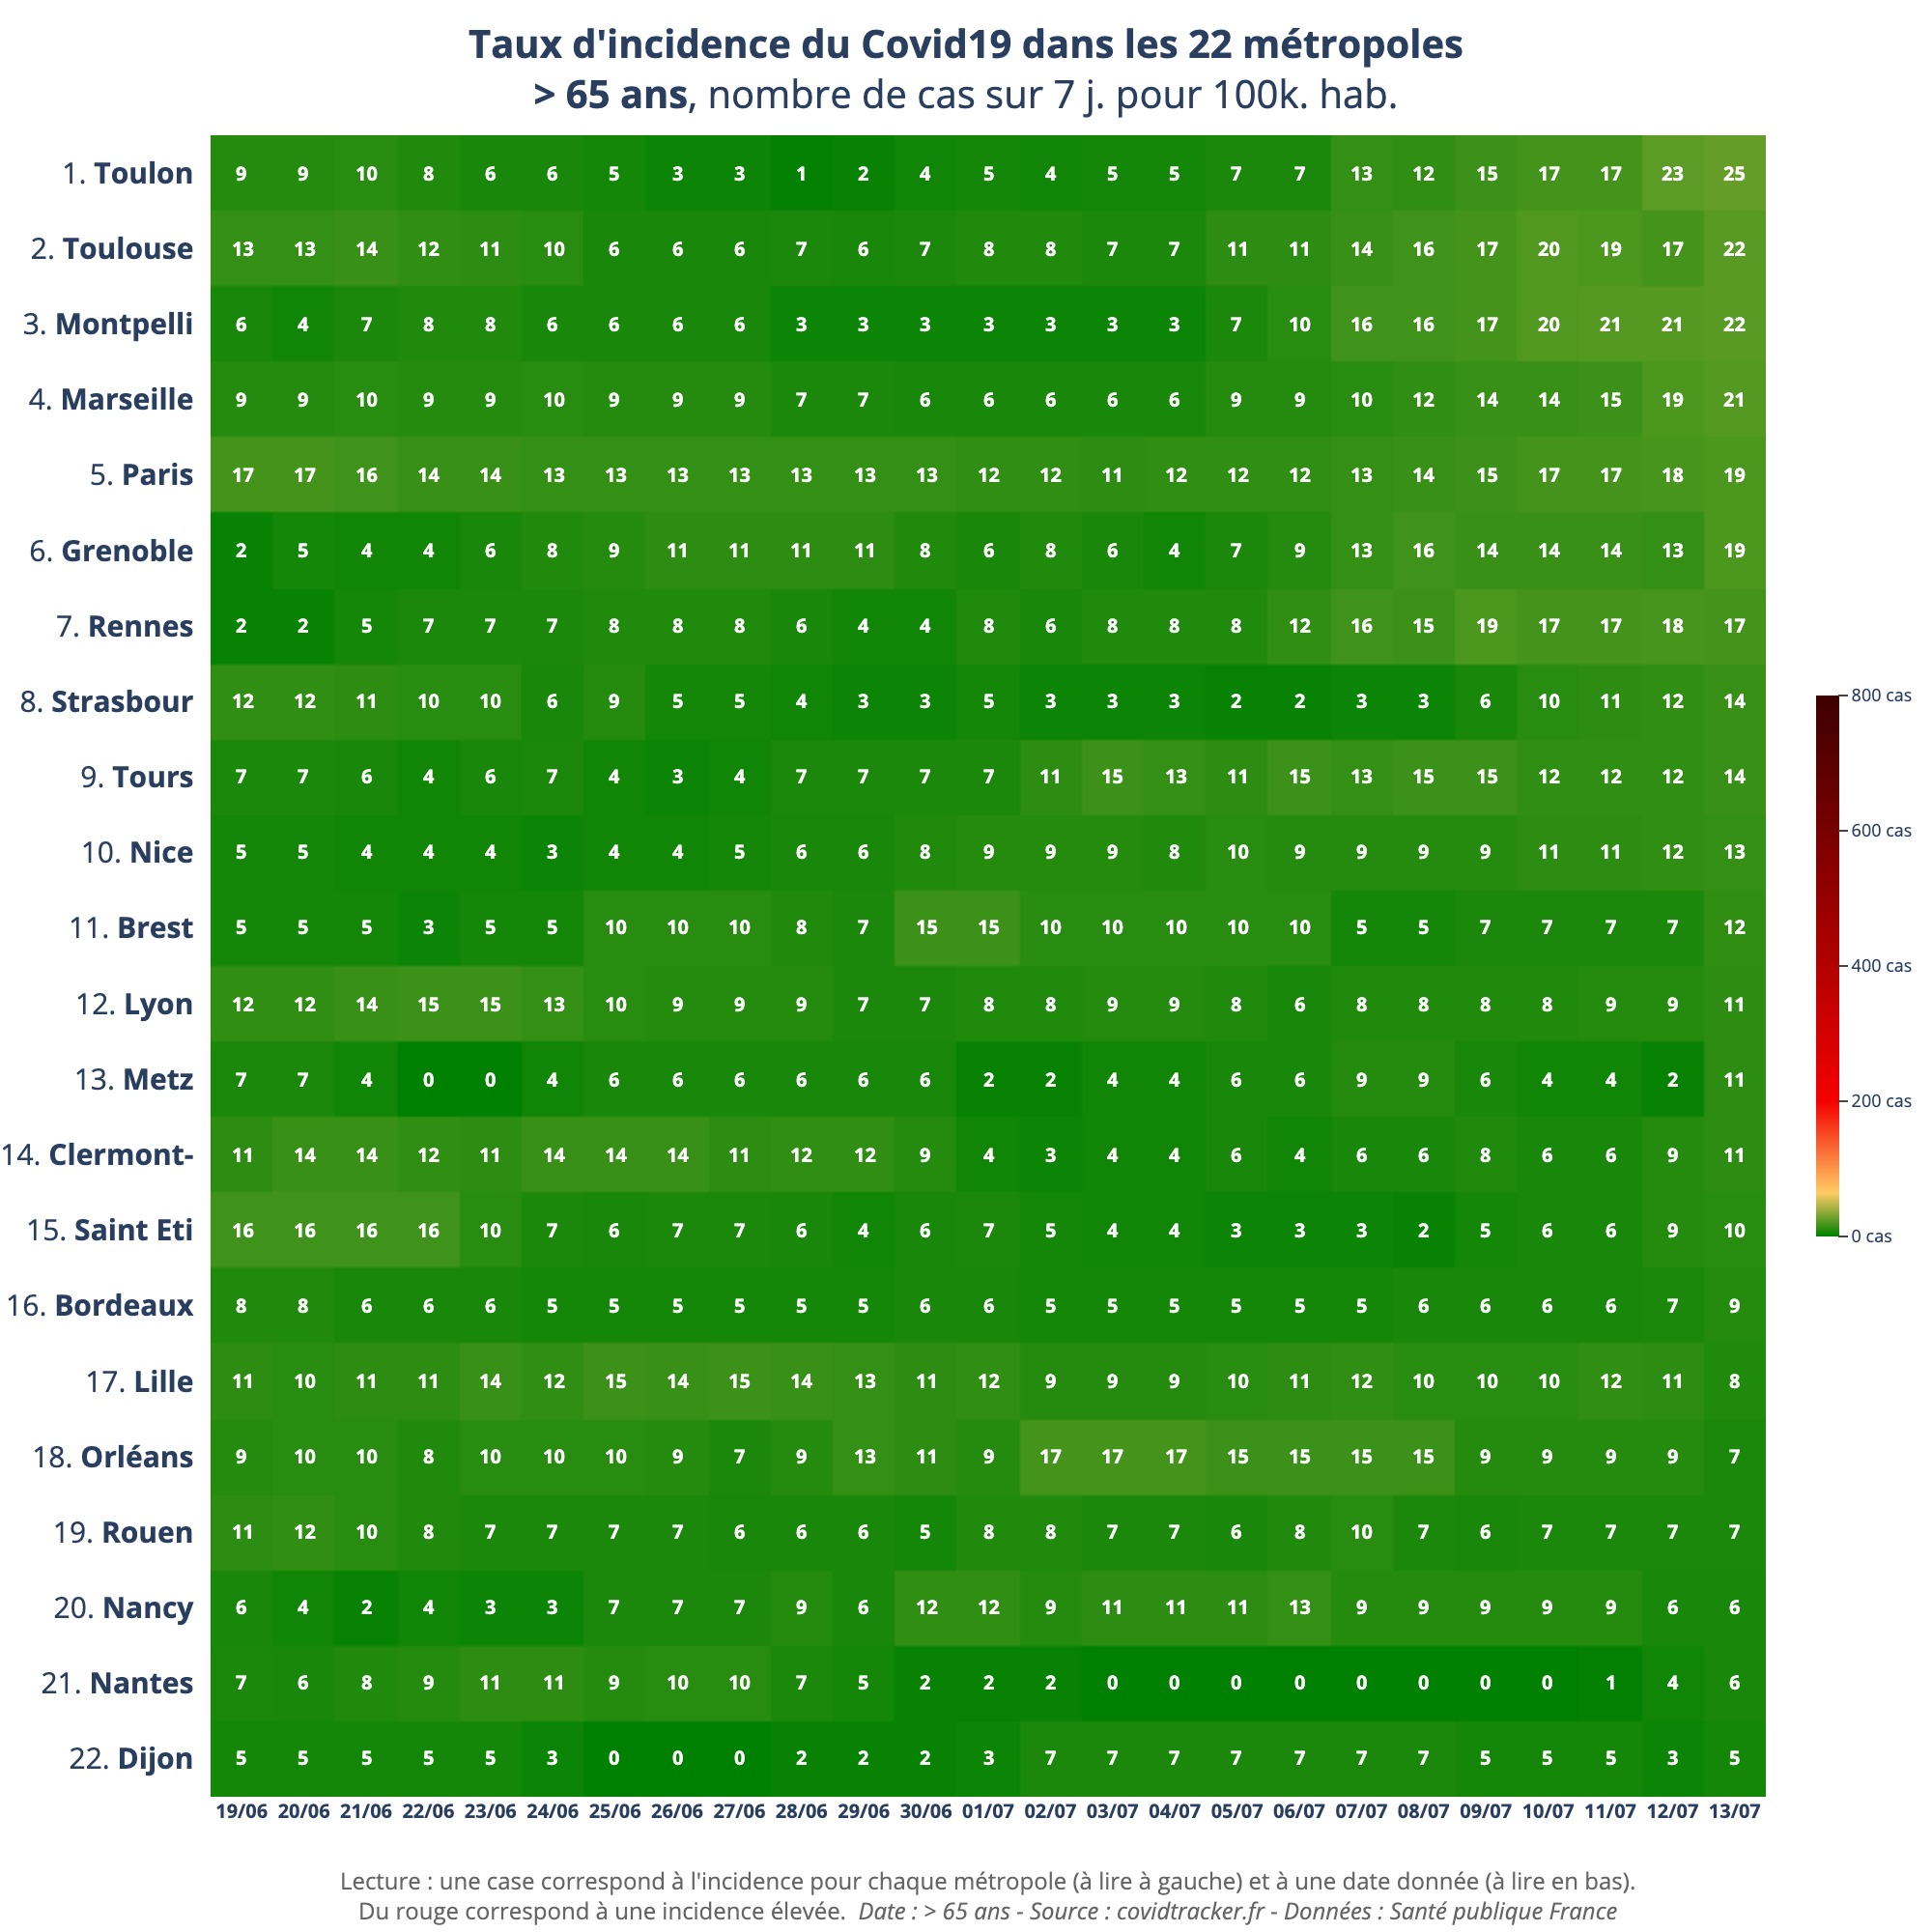 Taux d'incidence du Covid19 dans les 22 métropoles
> 65 ans, nombre de cas sur 7 j. pour 100k. hab.
1. Toulon 9 9 10 8 6 6 5 3 3 1 2 4 5 4 5 5 7 7 13 12 15 17 17 23 25
2. Toulouse 13 13 14 12 11 10 6 6 6 7 6 7 8 8 7 7 11 11 14 16 17 20 19 17 22
3. Montpelli 6 4 7 8 8 6 6 6 6 3 3 3 3 3 3 3 7 10 16 16 17 20 21 21 22
4. Marseille 9 9 10 9 9 10 9 9 9 7 7 6 6 6 6 6 9 9 10 12 14 14 15 19 21
5. Paris 17 17 16 14 14 13 13 13 13 13 13 13 12 12 11 12 12 12 13 14 15 17 17 18 19
6. Grenoble 2 5 4 4 6 8 9 11 11 11 11 8 6 8 6 4 7 9 13 16 14 14 14 13 19
7. Rennes 2 2 5 7 7 7 8 8 8 6 4 4 8 6 8 8 8 12 16 15 19 17 17 18 17
8. Strasbour 12 12 11 10 10 6 9 5 5 4 3 3 5 3 3 3 2 2 3 3 6 10 11 12 14
9. Tours 7 7 6 4 6 7 4 3 4 7 7 7 7 11 15 13 11 15 13 15 15 12 12 12 14
10. Nice 5 5 4 4 4 3 4 4 5 6 6 8 9 9 9 8 10 9 9 9 9 11 11 12 13
11. Brest 5 5 5 3 5 5 10 10 10 8 7 15 15 10 10 10 10 10 5 5 7 7 7 7 12
12. Lyon 12 12 14 15 15 13 10 9 9 9 7 7 8 8 9 9 8 6 8 8 8 8 9 9 11
13. Metz 7 7 4 0 0 4 6 6 6 6 6 6 2 2 4 4 6 6 9 9 6 4 4 2 11
14. Clermont- 11 14 14 12 11 14 14 14 11 12 12 9 4 3 4 4 6 4 6 6 8 6 6 9 11
15. Saint Eti 16 16 16 16 10 7 6 7 7 6 4 6 7 5 4 4 3 3 3 2 5 6 6 9 10
16. Bordeaux 8 8 6 6 6 5 5 5 5 5 5 6 6 5 5 5 5 5 5 6 6 6 6 7 9
17. Lille 11 10 11 11 14 12 15 14 15 14 13 11 12 9 9 9 10 11 12 10 10 10 12 11 8
18. Orléans 9 10 10 8 10 10 10 9 7 9 13 11 9 17 17 17 15 15 15 15 9 9 9 9 7
19. Rouen 11 12 10 8 7 7 7 7 6 6 6 5 8 8 7 7 6 8 10 7 6 7 7 7 7
20. Nancy 6 4 2 4 3 3 7 7 7 9 6 12 12 9 11 11 11 13 9 9 9 9 9 6 6
21. Nantes 7 6 8 9 11 11 9 10 10 7 5 2 2 2 0 0 0 0 0 0 0 0 1 4 6
22. Dijon 5 5 5 5 5 3 0 0 0 2 2 2 3 7 7 7 7 7 7 7 5 5 5 3 5
19/06 20/06 21/06 22/06 23/06 24/06 25/06 26/06 27/06 28/06 29/06 30/06 01/07 02/07 03/07 04/07 05/07 06/07 07/07 08/07 09/07 10/07 11/07 12/07 13/07
800 cas
600 cas
400 cas
200 cas
0 cas
Lecture : une case correspond à l'incidence pour chaque métropole (à lire à gauche) et à une date donnée (à lire en bas).
Du rouge correspond à une incidence élevée. Date : > 65 ans - Source : covidtracker.fr - Données : Santé publique France